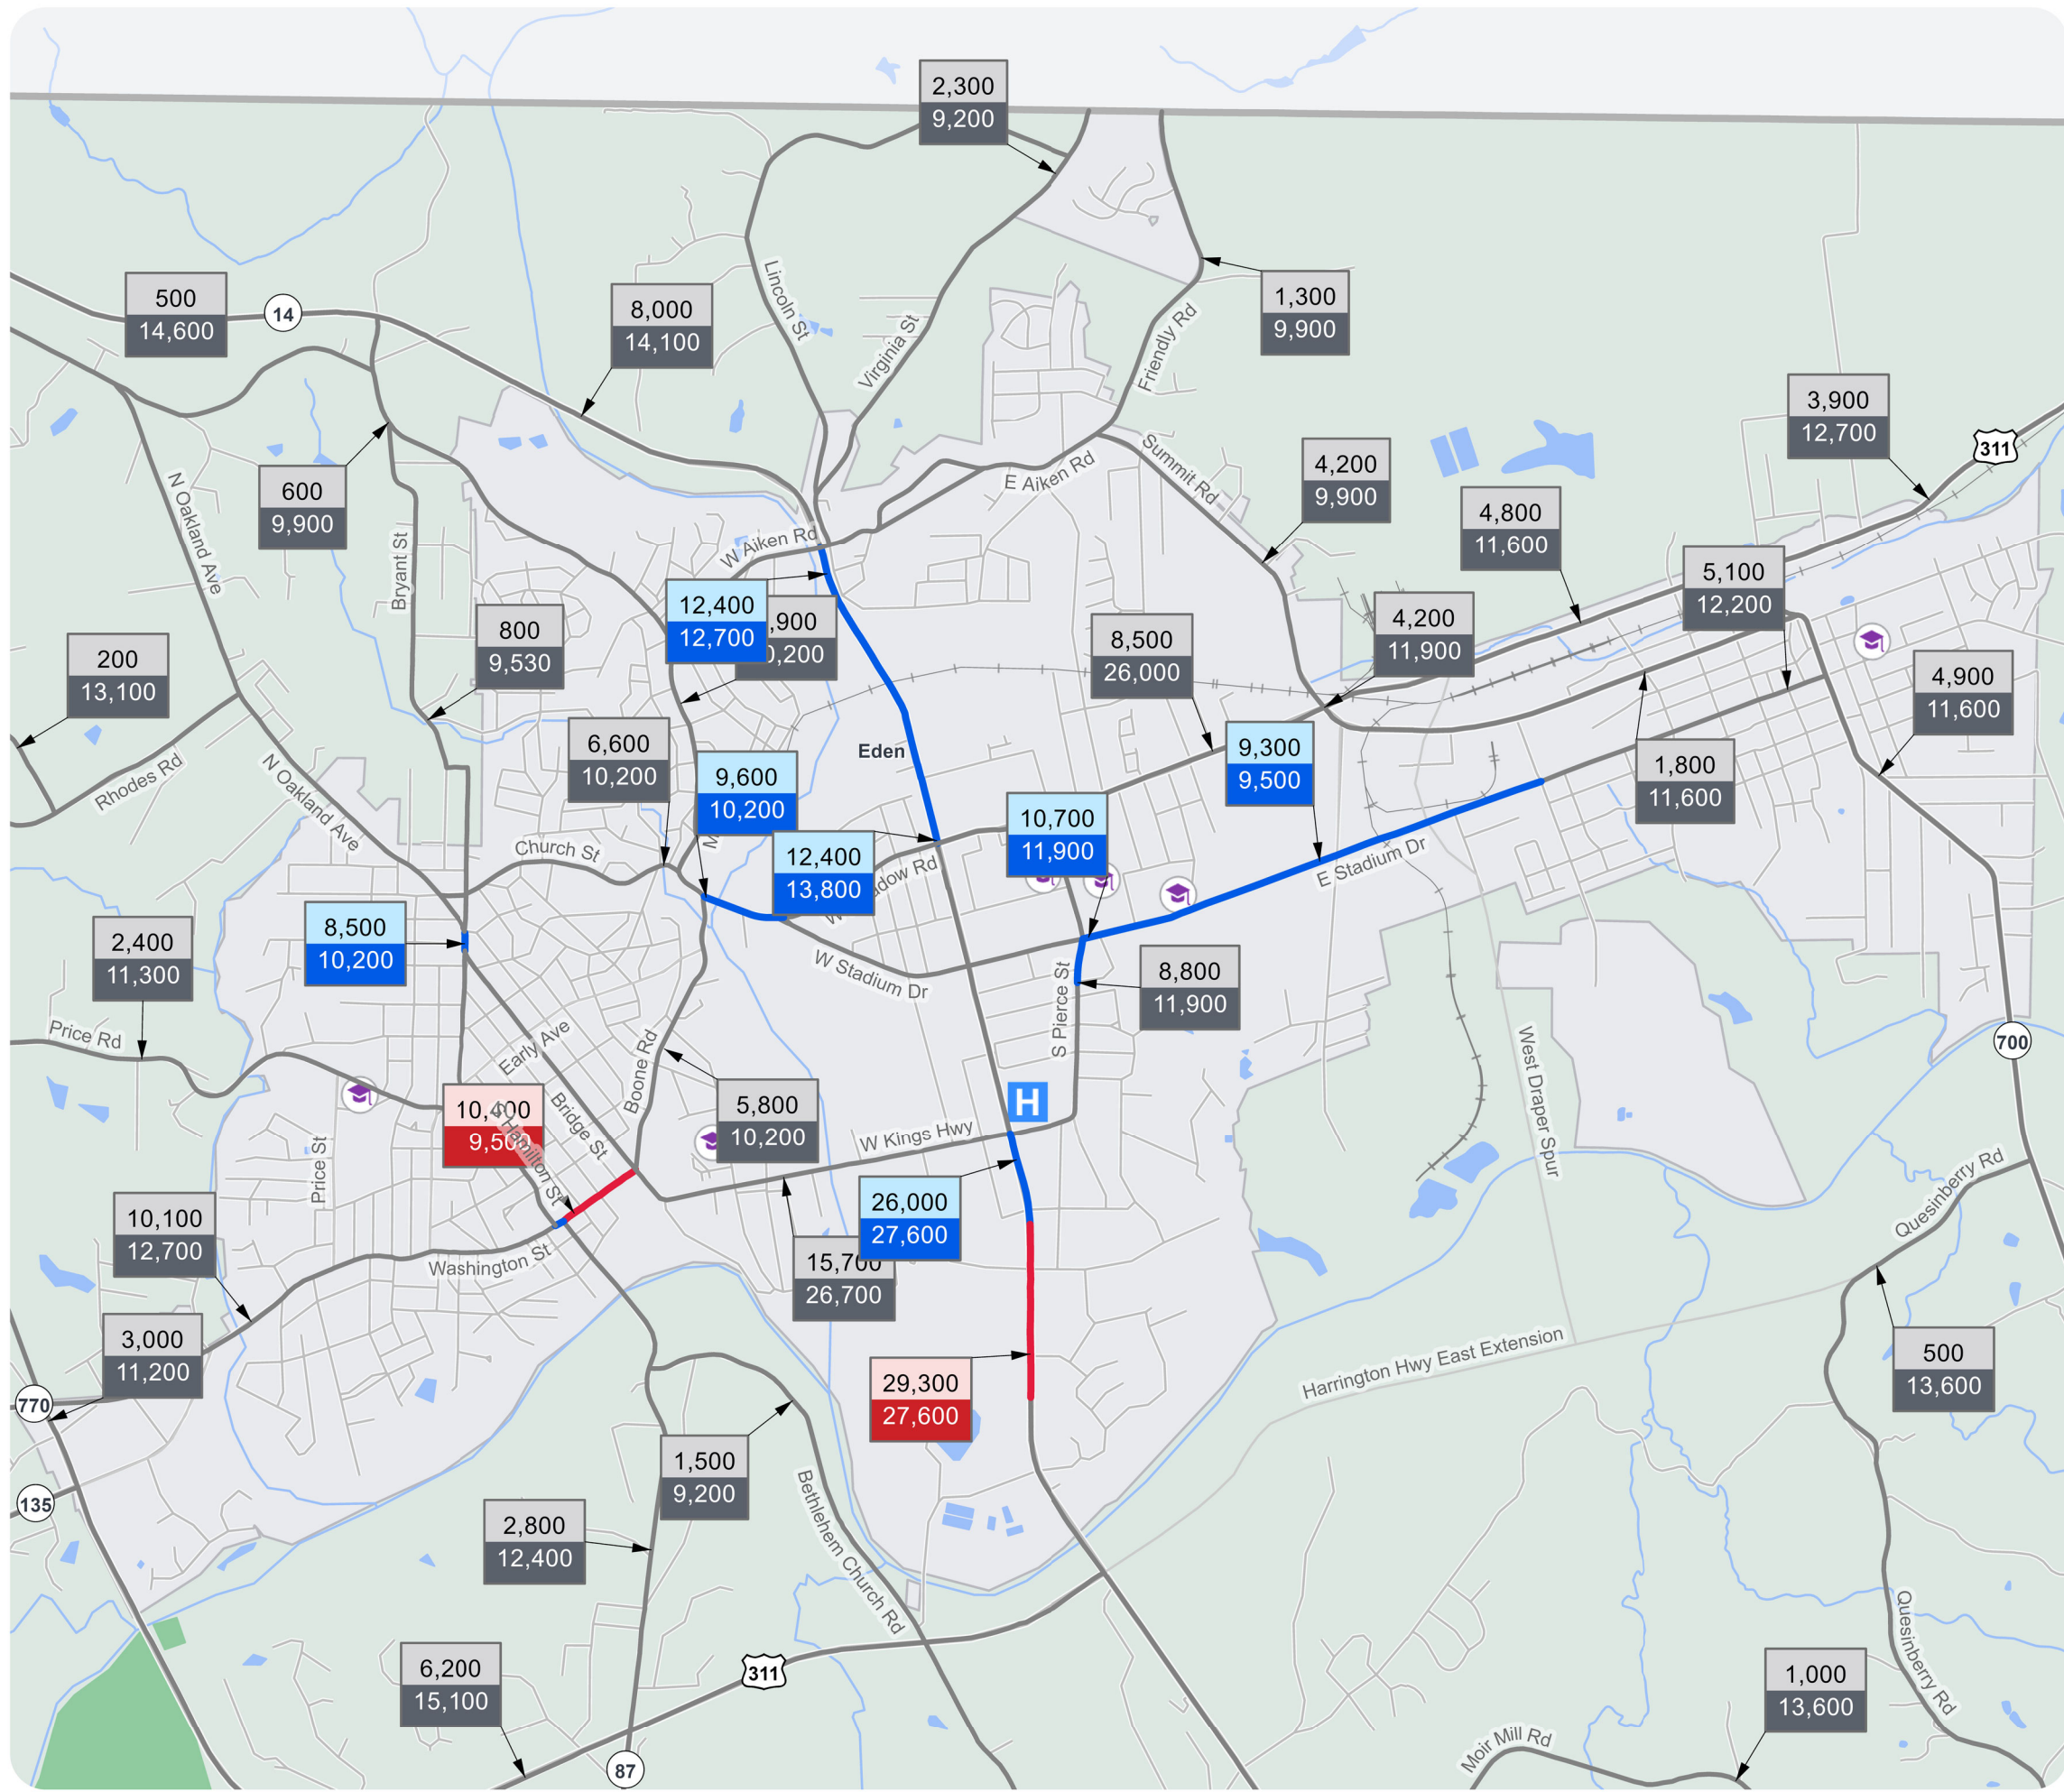 2,300
9,200
500
14,600
14
8,000
14,100
Lincoln St
Virginia St
1,300
9,900
Friendly Rd
3,900
12,700
311
N Oakland Ave
600
9,900
Bryant St
E Aiken Rd
Summit Rd
4,200
9,900
4,800
11,600
W Aiken Rd
5,100
12,200
12,400
12,700
,900
,200
800
9,530
8,500
26,000
4,200
11,900
200
13,100
4,900
11,600
Rhodes Rd
6,600
10,200
Eden
9,600
10,200
9,300
9,500
1,800
11,600
N Oakland Ave
Church St
10,700
11,900
12,400
13,800
E Stadium Dr
8,500
10,200
2,400
11,300
W Stadium Dr
8,800
11,900
S Pierce St
Price Rd
Early Ave
Boone Rd
West Draper Spur
700
H
10,400
9,500
S Hamilton St
Bridge St
5,800
10,200
W Kings Hwy
Price St
Quesinberry Rd
10,100
12,700
26,000
27,600
Washington St
15,700
26,700
3,000
11,200
770
29,300
27,600
Harrington Hwy East Extension
500
13,600
135
1,500
9,200
2,800
12,400
Bethlehem Church Rd
Quesinberry Rd
6,200
15,100
311
1,000
13,600
Moir Mill Rd
87